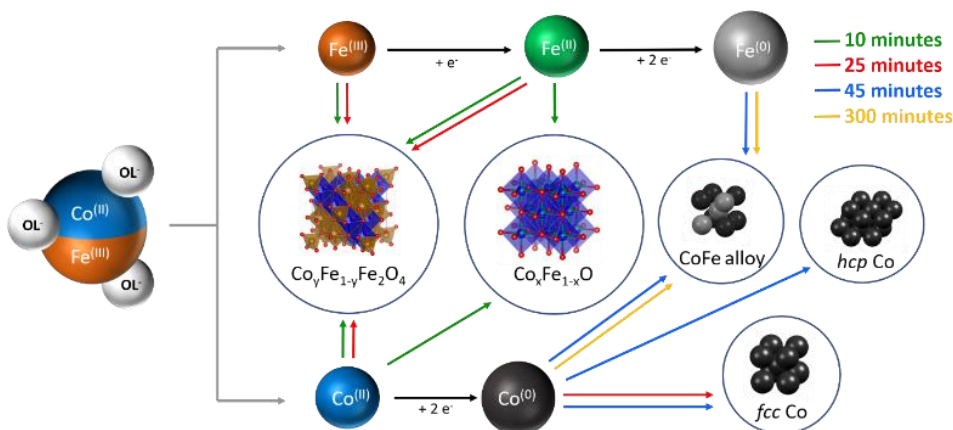 Fe(III)
+ e-
Fe(II)
+ 2 e-
Fe(0)
10 minutes
25 minutes
45 minutes
300 minutes
OL-
OL-
Co(II)
Fe(III)
OL-
CoyFe1-yFe2O4
CoxFe1-xO
CoFe alloy
hcp Co
Co(II)
+ 2 e-
Co(0)
fcc Co